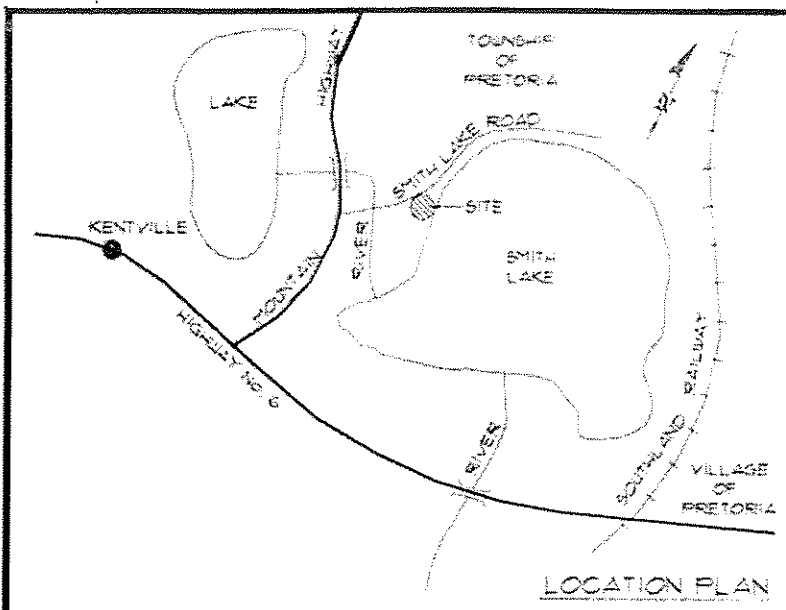 TOWNSHIP
OF
PRETORIA
HIGHWAY
LAKE
SMITH LAKE ROAD
SITE
KENTVILLE
RIVER
MOUNTAIN
SMITH
LAKE
HIGHWAY NO. 6
RAILWAY
SOUTHLAND
RIVER
VILLAGE
OF
PRETORIA
LOCATION PLAN